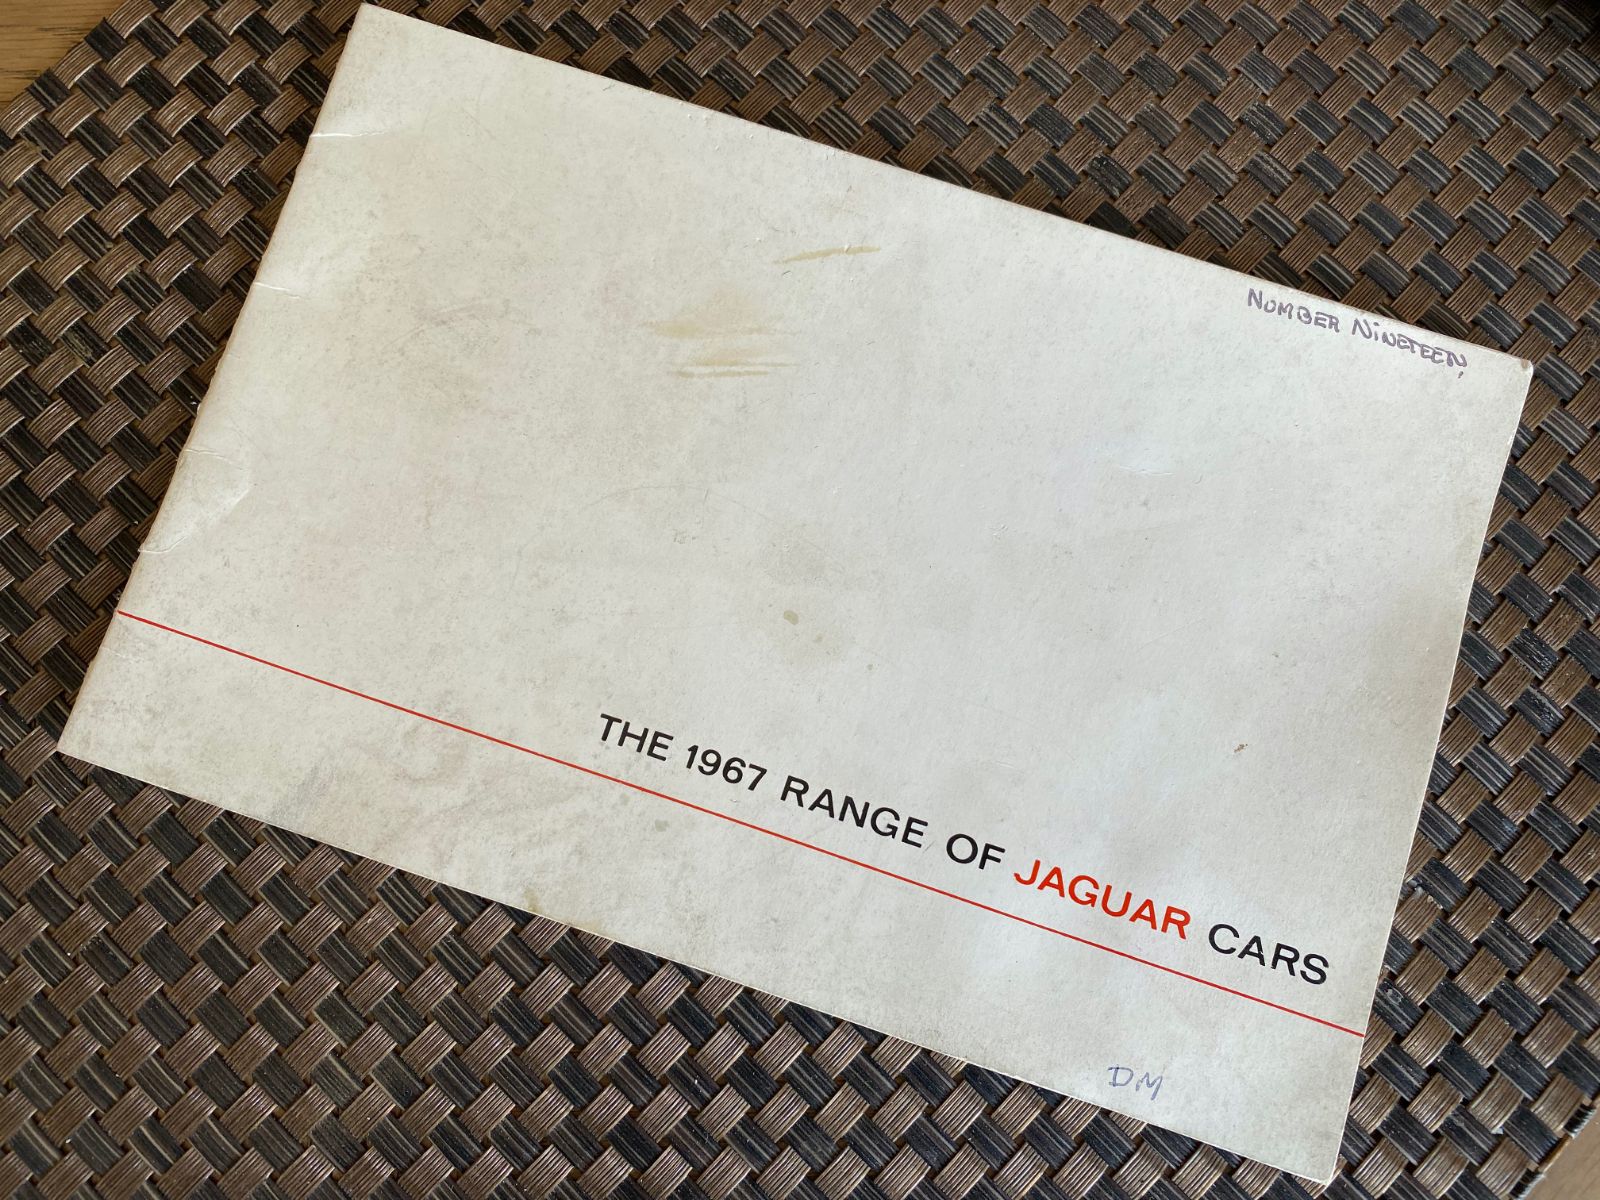 NUMBER NINETEEN,
THE 1967 RANGE OF JAGUAR CARS
DM